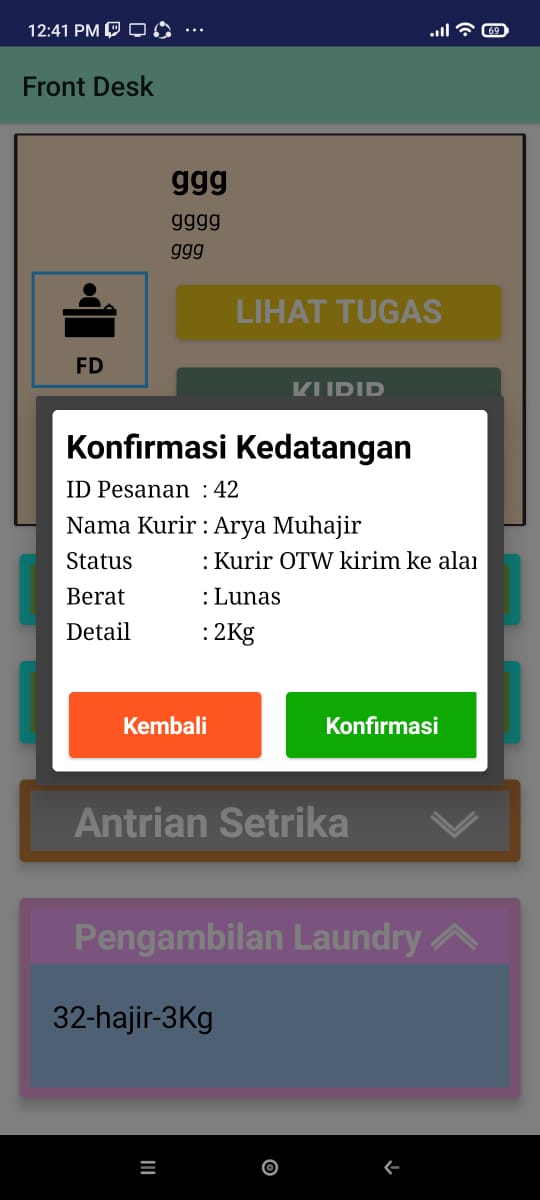 12:41 PM
69
Front Desk
ggg
gggg
ggg
LIHAT TUGAS
FD
KURIR
Konfirmasi Kedatangan
ID Pesanan : 42
Nama Kurir : Arya Muhajir
Status : Kurir OTW kirim ke alar
Berat : Lunas
Detail : 2Kg
Kembali Konfirmasi
Antrian Setrika
Pengambilan Laundry
32-hajir-3Kg